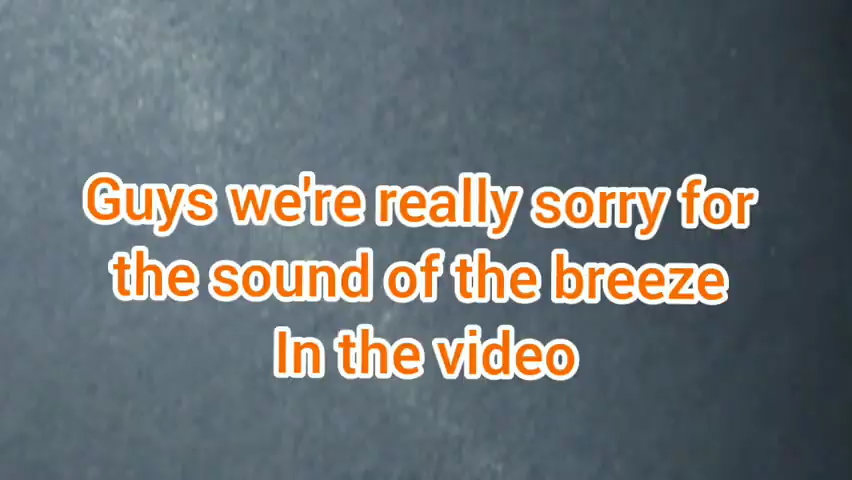 Guys we're really sorry for
the sound of the breeze
In the video